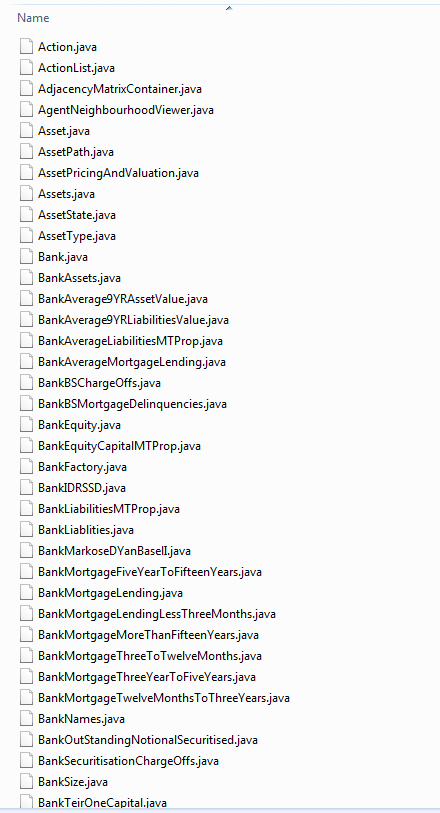 Name
Action.java
ActionList.java
AdjacencyMatrixContainer.java
AgentNeighbourhoodViewer.java
Asset.java
AssetPath.java
AssetPricingAndValuation.java
Assets.java
AssetState.java
AssetType.java
Bank.java
BankAssets.java
BankAverage9YRAssetValue.java
BankAverage9YRLiabilitiesValue.java
BankAverageLiabilitiesMTProp.java
BankAverageMortgageLending.java
BankBSChargeOffs.java
BankBSMortgageDelinquencies.java
BankEquity.java
BankEquityCapitalMTProp.java
BankFactory.java
BankIDRSSD.java
BankLiabilitiesMTProp.java
BankLiablities.java
BankMarkoseDYanBaselI.java
BankMortgageFiveYearToFifteenYears.java
BankMortgageLending.java
BankMortgageLendingLessThreeMonths.java
BankMortgageMoreThanFifteenYears.java
BankMortgageThreeToTwelveMonths.java
BankMortgageThreeYearToFiveYears.java
BankMortgageTwelveMonthsToThreeYears.java
BankNames.java
BankOutStandingNotionalSecuritised.java
BankSecuritisationChargeOffs.java
BankSize.java
BankTeirOneCapital.java